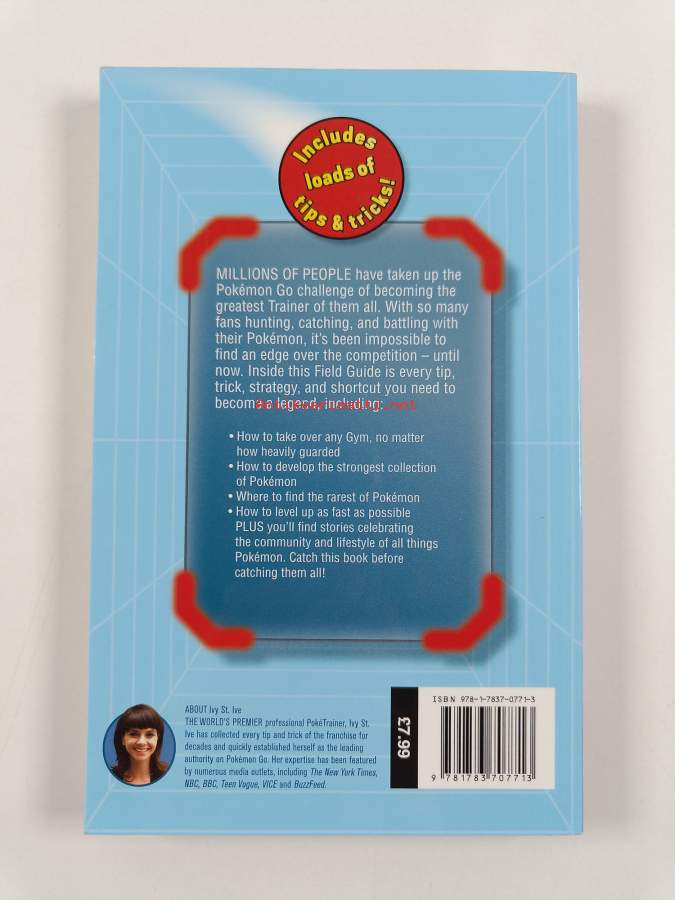 Includes
loads of
tips & tricks!
MILLIONS OF PEOPLE have taken up the
Pokémon Go challenge of becoming the
greatest Trainer of them all. With so many
fans hunting, catching, and battling with
their Pokémon, it's been impossible to
find an edge over the competition – until
now. Inside this Field Guide is every tip,
trick, strategy, and shortcut you need to
become a legend, including:
• How to take over any Gym, no matter
how heavily guarded
• How to develop the strongest collection
of Pokémon
• Where to find the rarest of Pokémon
• How to level up as fast as possible
PLUS you'll find stories celebrating
the community and lifestyle of all things
Pokémon. Catch this book before
catching them all!
ABOUT Ivy St. Ive
THE WORLD'S PREMIER professional PokéTrainer, Ivy St.
Ive has collected every tip and trick of the franchise for
decades and quickly established herself as the leading
authority on Pokémon Go. Her expertise has been featured
by numerous media outlets, including The New York Times,
NBC, BBC, Teen Vogue, VICE and BuzzFeed.
£7.99
ISBN 978-1-7837-0771-3
9 781783 707713